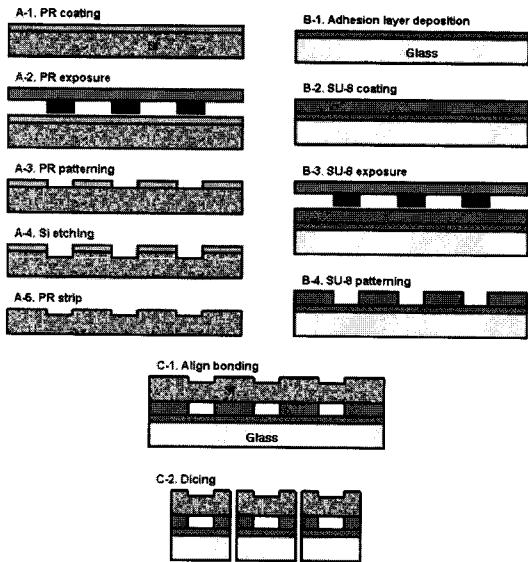 A-1. PR coating
A-2. PR exposure
A-3. PR patterning
A-4. Si etching
A-5. PR strip
B-1. Adhesion layer deposition
Glass
B-2. SU-8 coating
B-3. SU-8 exposure
B-4. SU-8 patterning
C-1. Align bonding
Glass
C-2. Dicing